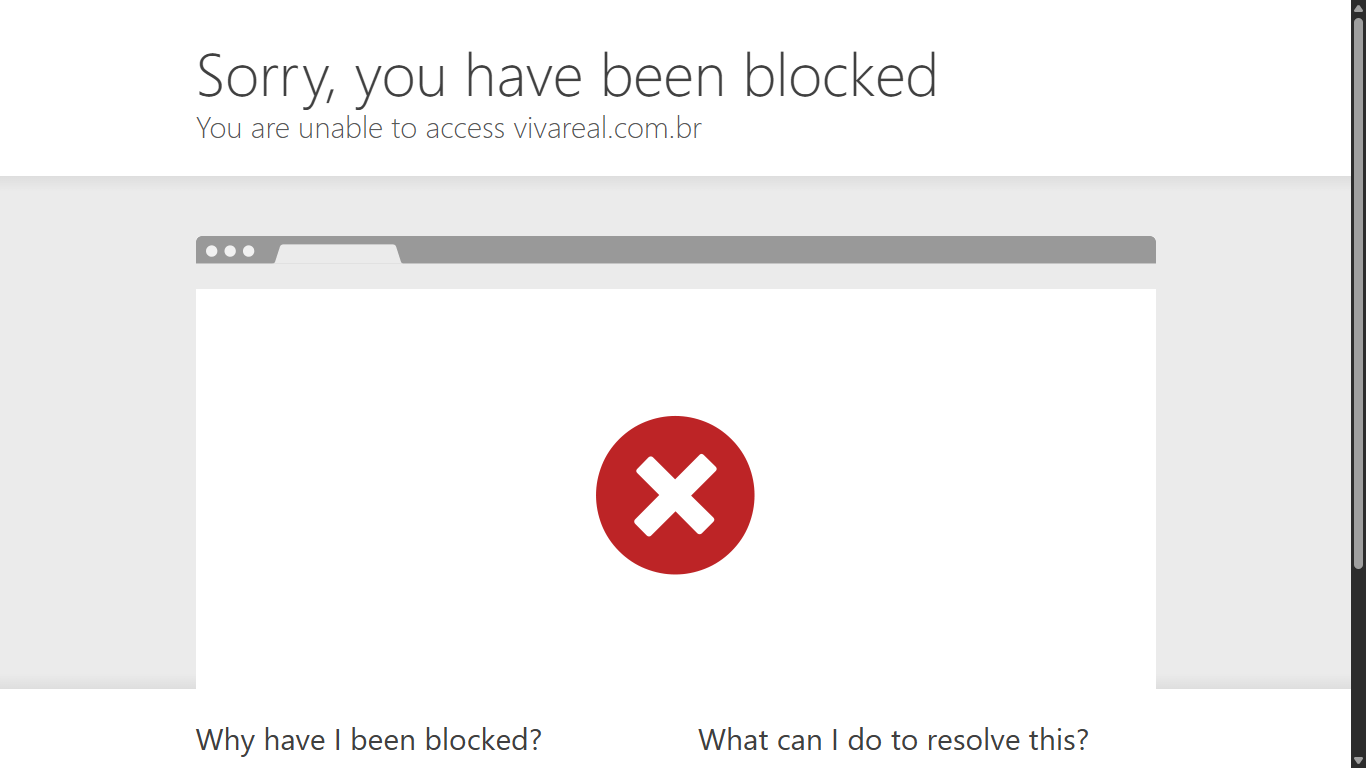 Sorry, you have been blocked
You are unable to access vivareal.com.br
Why have I been blocked?
What can I do to resolve this?